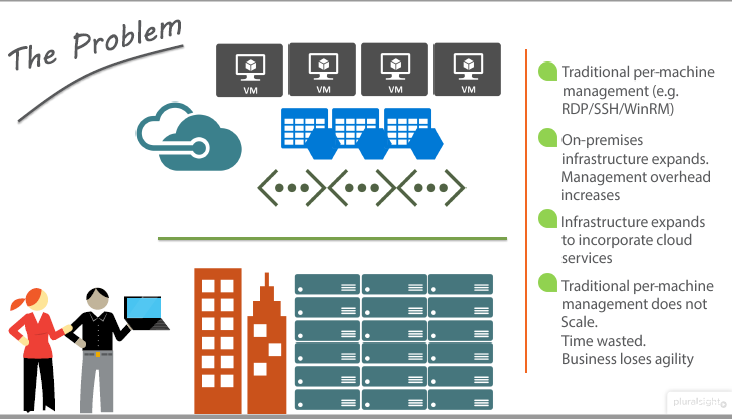 The Problem
VM
VM
VM
VM
Traditional per-machine
management (e.g.
RDP/SSH/WinRM)
On-premises
infrastructure expands.
Management overhead
increases
Infrastructure expands
to incorporate cloud
services
Traditional per-machine
management does not
Scale.
Time wasted.
Business loses agility
pluralsight